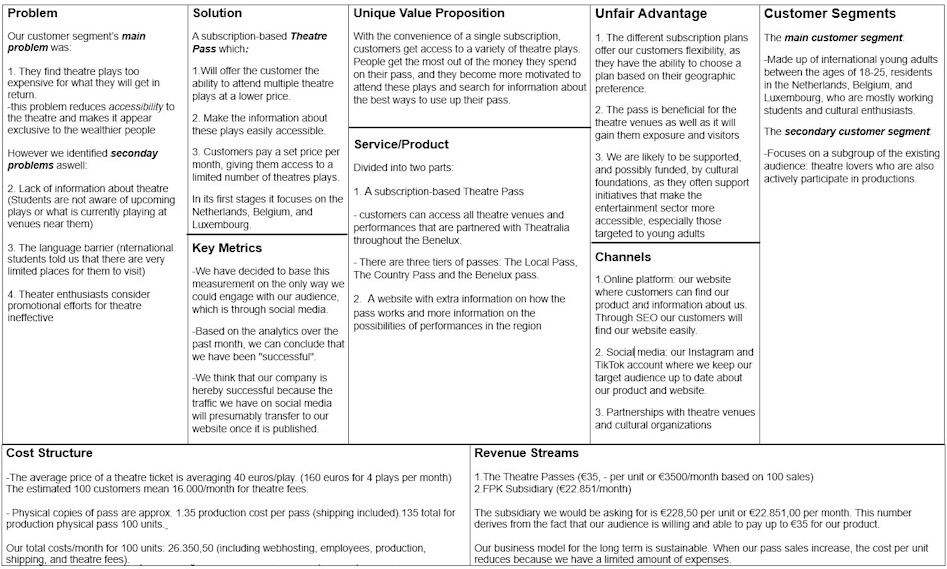 Problem
Our customer segment's main
problem was:
1. They find theatre plays too
expensive for what they will get in
return.
-this problem reduces accessibility to
the theatre and makes it appear
exclusive to the wealthier people
However we identified seconday
problems aswell:
2. Lack of information about theatre
(Students are not aware of upcoming
plays or what is currently playing at
venues near them)
3. The language barrier (nternational
students told us that there are very
limited places for them to visit)
4. Theater enthusiasts consider
promotional efforts for theatre
ineffective
Solution
A subscription-based Theatre
Pass which:
1.Will offer the customer the
ability to attend multiple theatre
plays at a lower price.
2. Make the information about
these plays easily accessible.
3. Customers pay a set price per
month, giving them access to a
limited number of theatres plays.
In its first stages it focuses on the
Netherlands, Belgium, and
Luxembourg.
Key Metrics
-We have decided to base this
measurement on the only way we
could engage with our audience,
which is through social media.
-Based on the analytics over the
past month, we can conclude that
we have been "successful".
-We think that our company is
hereby successful because the
traffic we have on social media
will presumably transfer to our
website once it is published.
Unique Value Proposition
With the convenience of a single subscription,
customers get access to a variety of theatre plays.
People get the most out of the money they spend
on their pass, and they become more motivated to
attend these plays and search for information about
the best ways to use up their pass.
Service/Product
Divided into two parts:
1. A subscription-based Theatre Pass
- customers can access all theatre venues and
performances that are partnered with Theatralia
throughout the Benelux.
- There are three tiers of passes: The Local Pass,
The Country Pass and the Benelux pass.
2. A website with extra information on how the
pass works and more information on the
possibilities of performances in the region
Unfair Advantage
1. The different subscription plans
offer our customers flexibility, as
they have the ability to choose a
plan based on their geographic
preference.
2. The pass is beneficial for the
theatre venues as well as it will
gain them exposure and visitors
3. We are likely to be supported,
and possibly funded, by cultural
foundations, as they often support
initiatives that make the
entertainment sector more
accessible, especially those
targeted to young adults
Channels
1.Online platform: our website
where customers can find our
product and information about us.
Through SEO our customers will
find our website easily.
2. Social media: our Instagram and
TikTok account where we keep our
target audience up to date about
our product and website.
3. Partnerships with theatre venues
and cultural organizations
Customer Segments
The main customer segment:
-Made up of international young adults
between the ages of 18-25, residents
in the Netherlands, Belgium, and
Luxembourg, who are mostly working
students and cultural enthusiasts.
The secondary customer segment:
-Focuses on a subgroup of the existing
audience: theatre lovers who are also
actively participate in productions.
Cost Structure
-The average price of a theatre ticket is averaging 40 euros/play. (160 euros for 4 plays per month)
The estimated 100 customers mean 16.000/month for theatre fees.
- Physical copies of pass are approx. 1.35 production cost per pass (shipping included).135 total for
production physical pass 100 units.
Our total costs/month for 100 units: 26.350,50 (including webhosting, employees, production,
shipping, and theatre fees).
Revenue Streams
1.The Theatre Passes (€35, - per unit or €3500/month based on 100 sales)
2.FPK Subsidiary (€22.851/month)
The subsidiary we would be asking for is €228,50 per unit or €22.851,00 per month. This number
derives from the fact that our audience is willing and able to pay up to €35 for our product.
Our business model for the long term is sustainable. When our pass sales increase, the cost per unit
reduces because we have a limited amount of expenses.